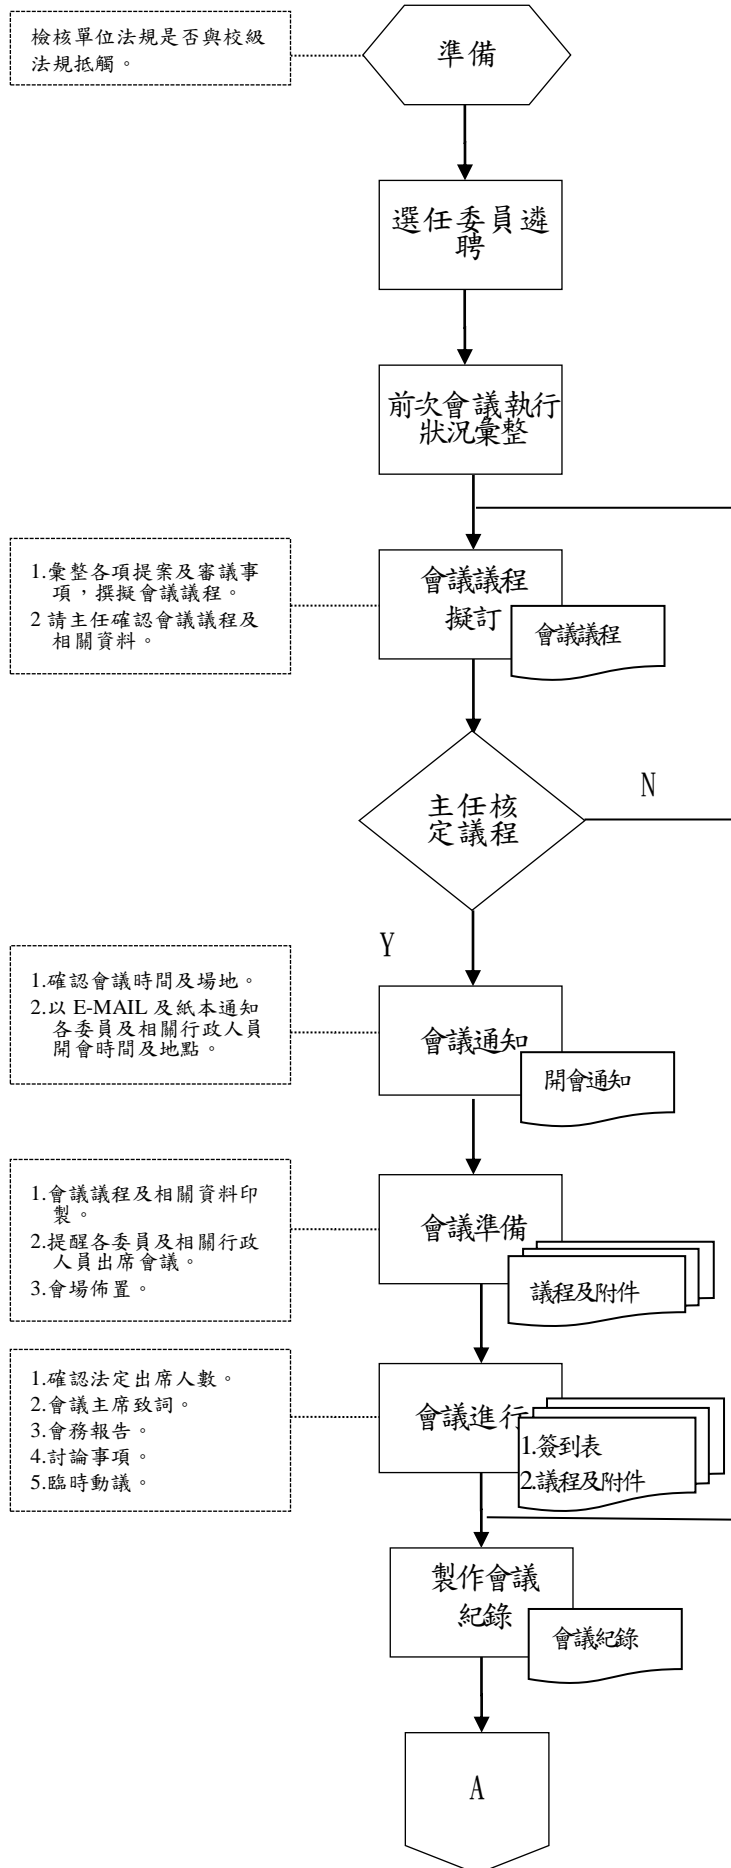 檢核單位法規是否與校級
法規抵觸。
準備
選任委員遴
聘
前次會議執行
狀況彙整
1.彙整各項提案及審議事
項，撰擬會議議程。
2 請主任確認會議議程及
相關資料。
會議議程
擬訂
會議議程
主任核
定議程
N
Y
1.確認會議時間及場地。
2.以 E-MAIL 及紙本通知
各委員及相關行政人員
開會時間及地點。
會議通知
開會通知
1.會議議程及相關資料印
製。
2.提醒各委員及相關行政
人員出席會議。
3.會場佈置。
會議準備
議程及附件
1.確認法定出席人數。
2.會議主席致詞。
3.會務報告。
4.討論事項。
5.臨時動議。
會議進行
1.簽到表
2.議程及附件
製作會議
紀錄
會議紀錄
A